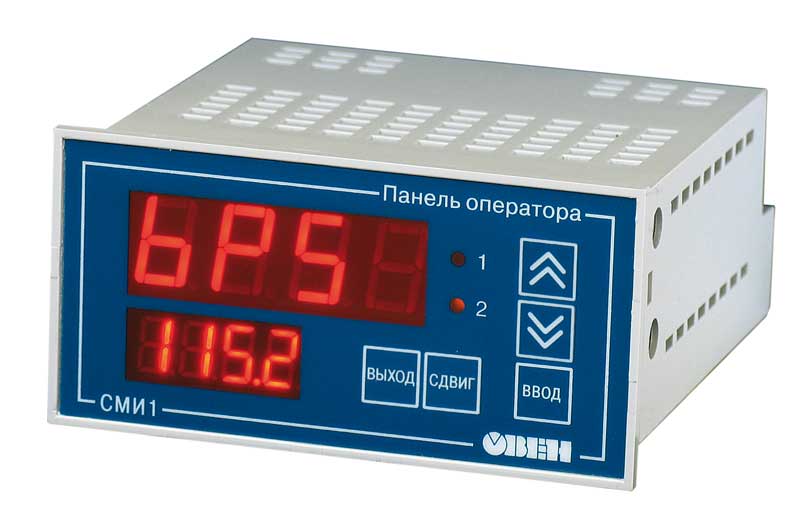 Панель оператора
bPS
1
2
115.2
ВЫХОД
СДВИГ
ВВОД
СМИ1
ОВЕН